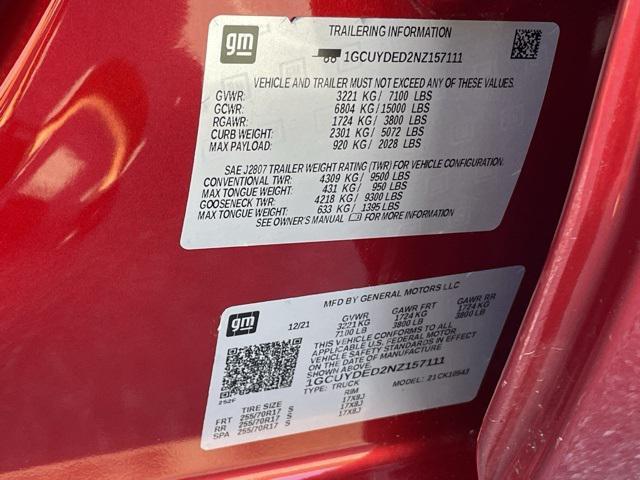 gm
TRAILERING INFORMATION
1GCUYDED2NZ157111
VEHICLE AND TRAILER MUST NOT EXCEED ANY OF THESE VALUES.
GVWR: 3221 KG/ 7100 LBS
GCWR: 6804 KG/15000 LBS
RGAWR: 1724 KG/ 3800 LBS
CURB WEIGHT: 2301 KG/ 5072 LBS
MAX PAYLOAD: 920 KG/ 2028 LBS
SAE J2807 TRAILER WEIGHT RATING (TWR) FOR VEHICLE CONFIGURATION.
CONVENTIONAL TWR: 4309 KG/ 9500 LBS
MAX TONGUE WEIGHT: 431 KG/ 950 LBS
GOOSENECK TWR: 4218 KG/ 9300 LBS
MAX TONGUE WEIGHT: 633 KG/ 1395 LBS
SEE OWNER'S MANUAL FOR MORE INFORMATION
gm
MFD BY GENERAL MOTORS LLC
12/21 GVWR GAWR FRT GAWR RR
3221KG 1724 KG 1724 KG
7100 LB 3800 LB 3800 LB
THIS VEHICLE CONFORMS TO ALL
APPLICABLE U.S. FEDERAL MOTOR
VEHICLE SAFETY STANDARDS IN EFFECT
ON THE DATE OF MANUFACTURE
SHOWN ABOVE.
1GCUYDED2NZ157111
TYPE: TRUCK MODEL: 21CK10543
252F
TIRE SIZE RIM
FRT 255/70R17 S 17X8J
RR 255/70R17 S 17X8J
SPA 255/70R17 S 17X8J